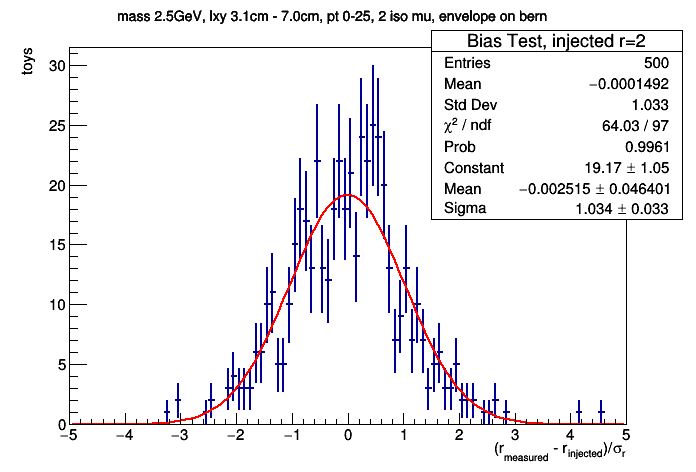 mass 2.5GeV, lxy 3.1cm - 7.0cm, pt 0-25, 2 iso mu, envelope on bern
Bias Test, injected r=2
Entries 500
Mean −0.0001492
Std Dev 1.033
χ² / ndf 64.03 / 97
Prob 0.9961
Constant 19.17 ± 1.05
Mean −0.002515 ± 0.046401
Sigma 1.034 ± 0.033
toys
30
25
20
15
10
5
0
−5 −4 −3 −2 −1 0 1 2 3 4 5
(r_measured - r_injected)/σ_r